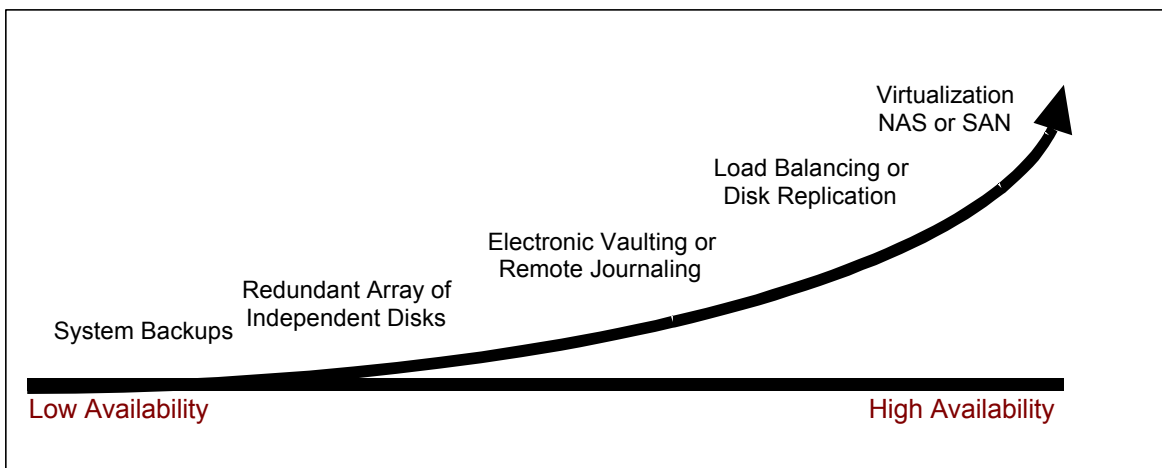 Virtualization
NAS or SAN
Load Balancing or
Disk Replication
Electronic Vaulting or
Remote Journaling
Redundant Array of
Independent Disks
System Backups
Low Availability
High Availability